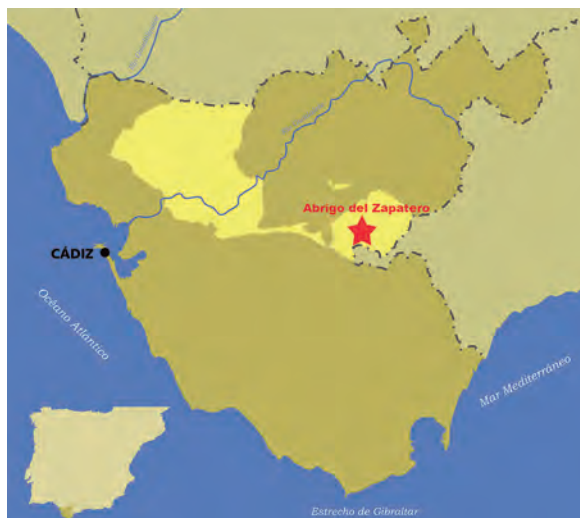 Abrigo del Zapatero
CÁDIZ
Océano Atlántico
Mar Mediterráneo
Estrecho de Gibraltar